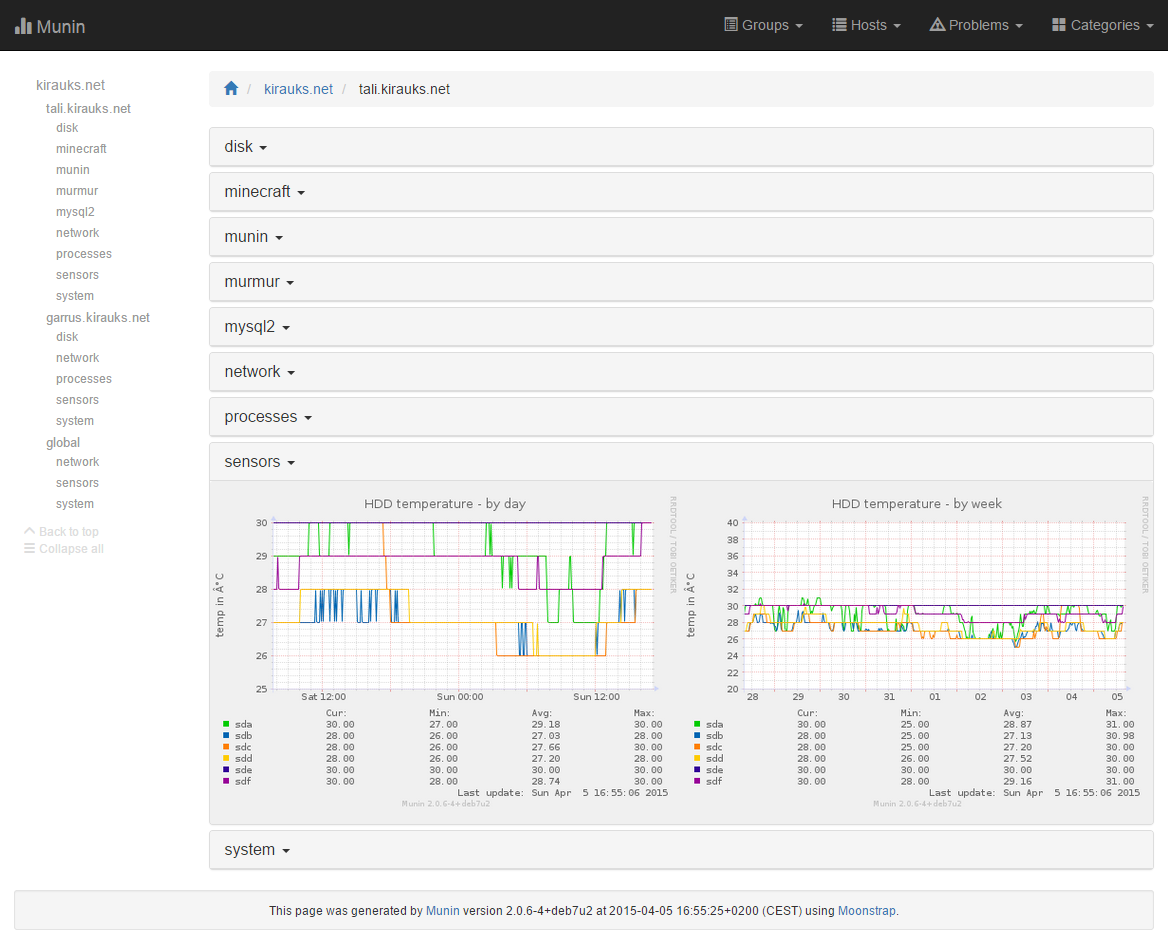 Munin
Groups Hosts Problems Categories
kirauks.net
tali.kirauks.net
disk
minecraft
munin
murmur
mysql2
network
processes
sensors
system
garrus.kirauks.net
disk
network
processes
sensors
system
global
network
sensors
system
Back to top
Collapse all
/ kirauks.net / tali.kirauks.net
disk
minecraft
munin
murmur
mysql2
network
processes
sensors
HDD temperature - by day
RRDTOOL / TOBI OETIKER
temp in Â°C
30
29
28
27
26
25
Sat 12:00 Sun 00:00 Sun 12:00
Cur: Min: Avg: Max:
sda 30.00 27.00 29.18 30.00
sdb 28.00 26.00 27.03 28.00
sdc 28.00 26.00 27.66 30.00
sdd 28.00 26.00 27.20 28.00
sde 30.00 30.00 30.00 30.00
sdf 30.00 28.00 28.74 30.00
Last update: Sun Apr 5 16:55:06 2015
Munin 2.0.6-4+deb7u2
HDD temperature - by week
RRDTOOL / TOBI OETIKER
temp in Â°C
40
38
36
34
32
30
28
26
24
22
20
28 29 30 31 01 02 03 04 05
Cur: Min: Avg: Max:
sda 30.00 25.00 28.87 31.00
sdb 28.00 25.00 27.13 30.98
sdc 28.00 25.00 27.20 30.00
sdd 28.00 26.00 27.52 30.00
sde 30.00 30.00 30.00 30.00
sdf 30.00 28.00 29.16 31.00
Last update: Sun Apr 5 16:55:06 2015
Munin 2.0.6-4+deb7u2
system
This page was generated by Munin version 2.0.6-4+deb7u2 at 2015-04-05 16:55:25+0200 (CEST) using Moonstrap.